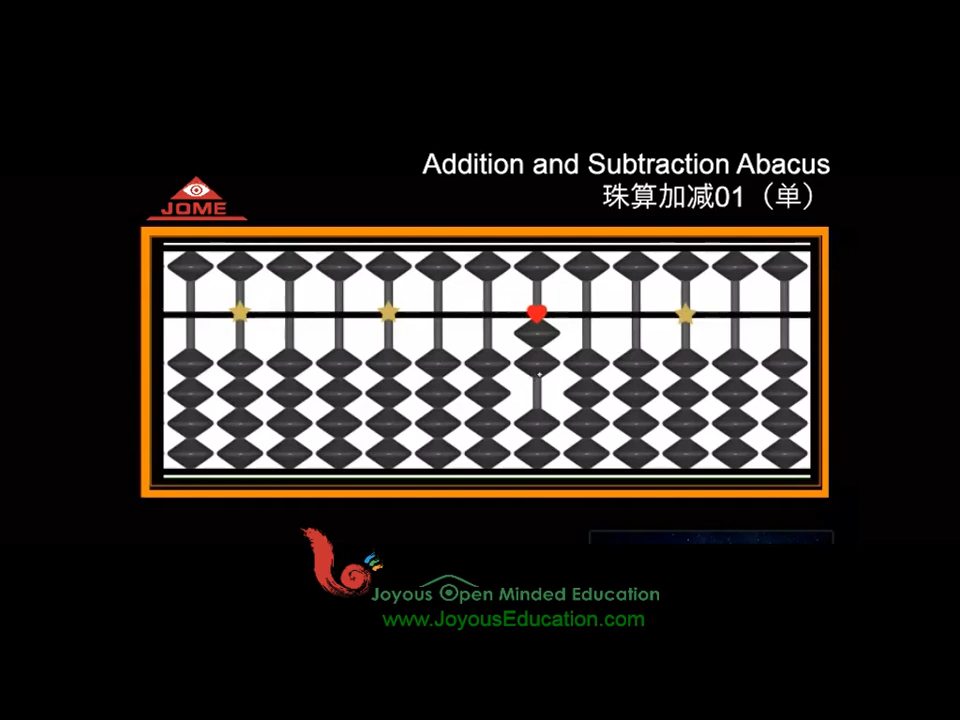 Addition and Subtraction Abacus
珠算加减01（单）
JOME
Joyous Open Minded Education
www.JoyousEducation.com